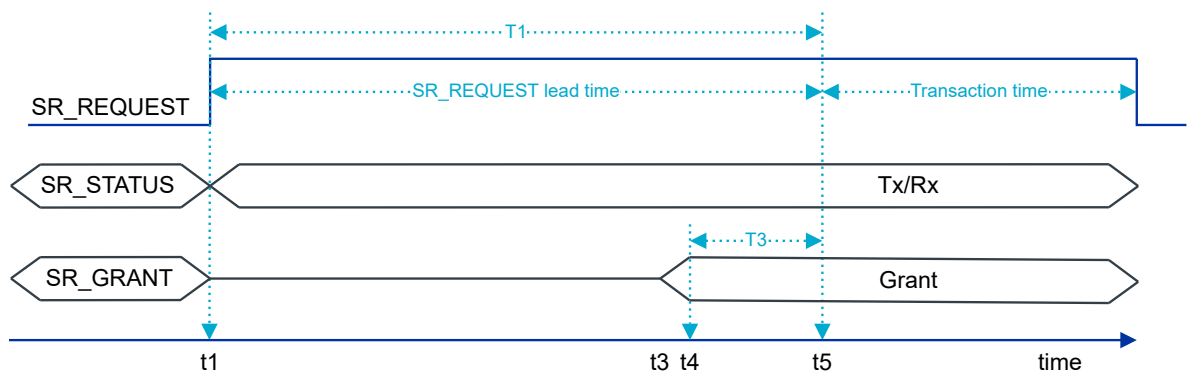 T1
SR_REQUEST
SR_REQUEST lead time
Transaction time
SR_STATUS
Tx/Rx
T3
SR_GRANT
Grant
t1
t3
t4
t5
time